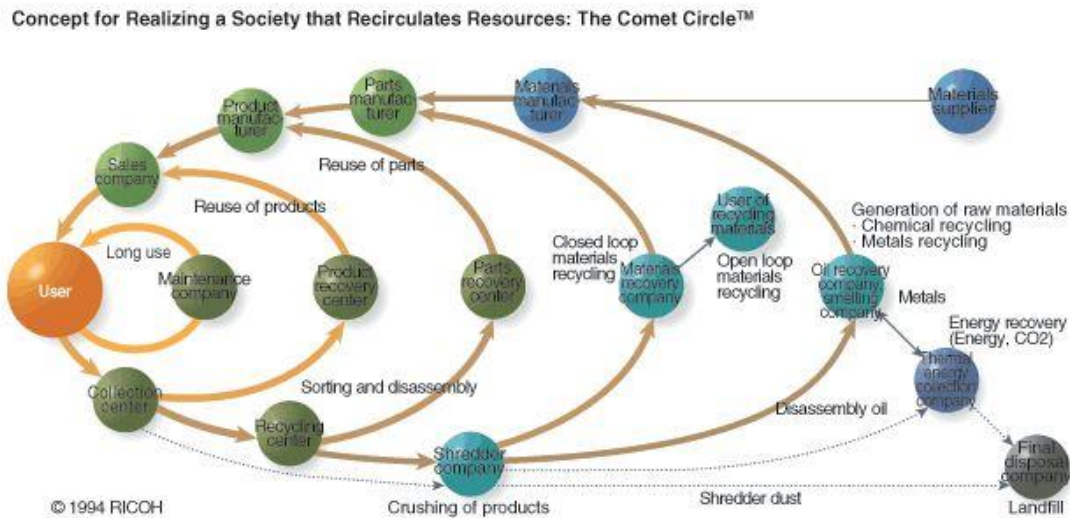 Concept for Realizing a Society that Recirculates Resources: The Comet Circle™
Materials
supplier
Materials
manufac-
turer
Parts
manufac-
turer
Product
manufac-
turer
Sales
company
Reuse of parts
Reuse of products
Long use
User
Maintenance
company
Product
recovery
center
Parts
recovery
center
Closed loop
materials
recycling
Materials
recovery
company
User of
recycling
materials
Open loop
materials
recycling
Generation of raw materials
· Chemical recycling
· Metals recycling
Oil recovery
company,
smelting
company
Metals
Energy recovery
(Energy, CO2)
Thermal
energy
collection
company
Collection
center
Sorting and disassembly
Recycling
center
Disassembly oil
Shredder
company
Crushing of products
Shredder dust
Final
disposal
company
Landfill
© 1994 RICOH